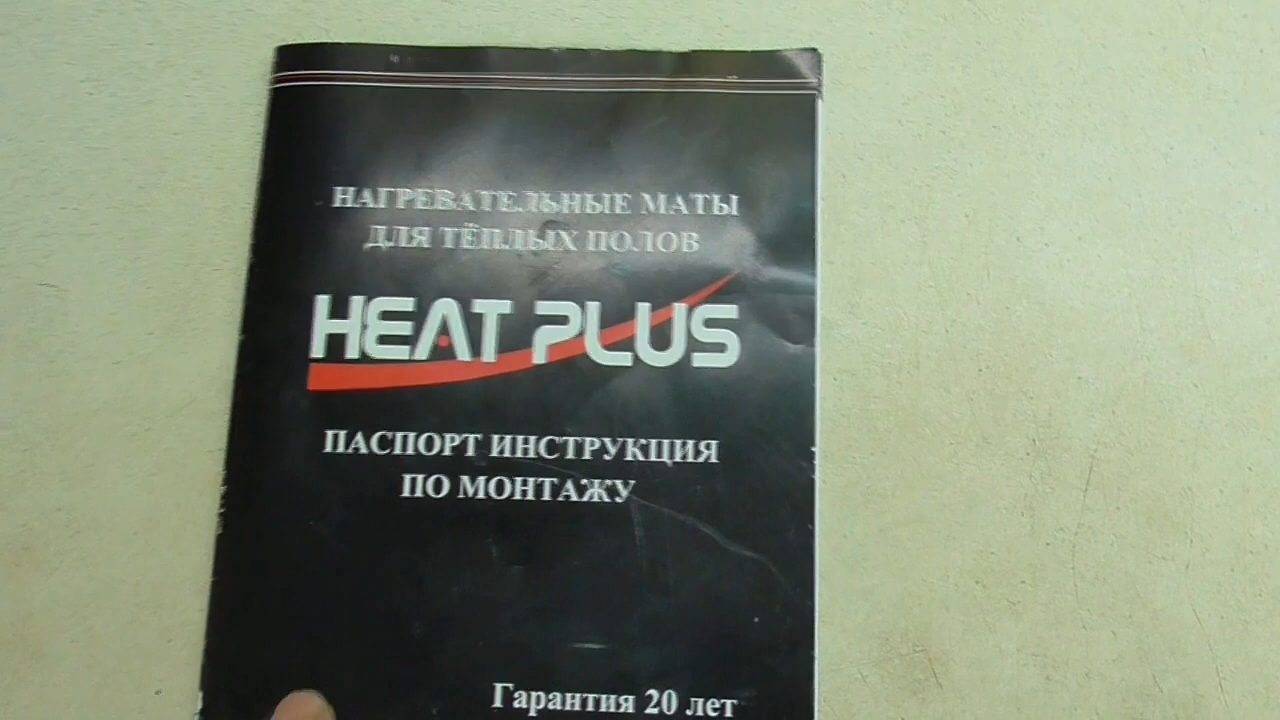 НАГРЕВАТЕЛЬНЫЕ МАТЫ
ДЛЯ ТЁПЛЫХ ПОЛОВ
HEAT PLUS
ПАСПОРТ ИНСТРУКЦИЯ
ПО МОНТАЖУ
Гарантия 20 лет